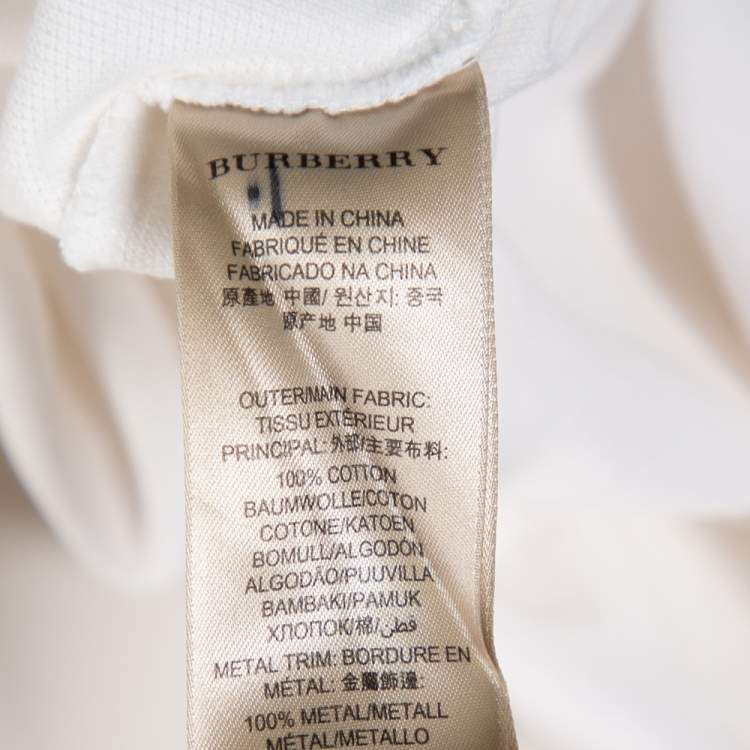 BURBERRY
MADE IN CHINA
FABRIQUÉ EN CHINE
FABRICADO NA CHINA
原產地 中國/ 원산지: 중국
原产地 中国
OUTER/MAIN FABRIC:
TISSU EXTÉRIEUR
PRINCIPAL: 外部/主要布料:
100% COTTON
BAUMWOLLE/COTON
COTONE/KATOEN
BOMULL/ALGODÓN
ALGODÃO/PUUVILLA
BAMBAKI/PAMUK
ХЛОПОК/棉/قطن
METAL TRIM: BORDURE EN
MÉTAL: 金屬飾邊:
100% METAL/METALL
MÉTAL/METALLO